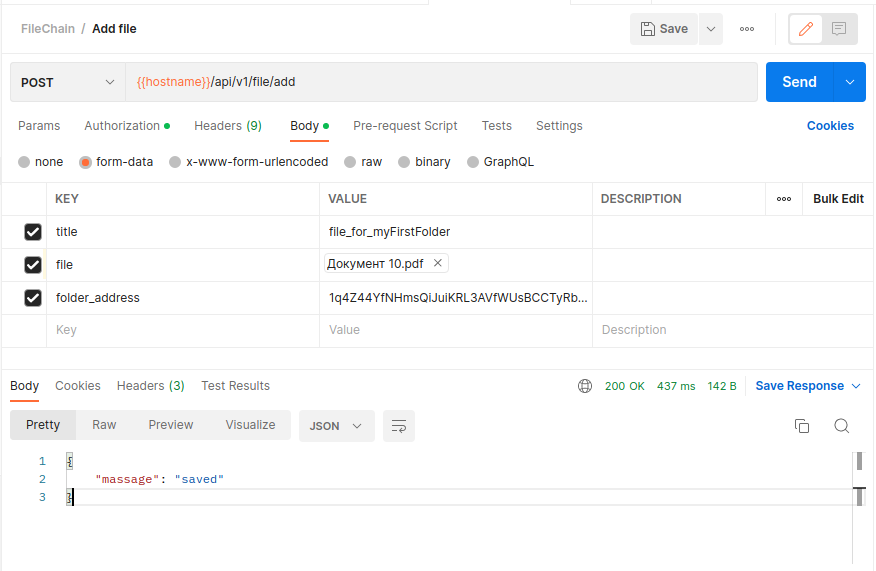 FileChain / Add file
Save
POST
{{hostname}}/api/v1/file/add
Send
Params Authorization Headers (9) Body Pre-request Script Tests Settings Cookies
none form-data x-www-form-urlencoded raw binary GraphQL
KEY VALUE DESCRIPTION Bulk Edit
title file_for_myFirstFolder
file Документ 10.pdf
folder_address 1q4Z44YfNHmsQiJuiKRL3AVfWUsBCCTyRb...
Key Value Description
Body Cookies Headers (3) Test Results 200 OK 437 ms 142 B Save Response
Pretty Raw Preview Visualize JSON
1 {
2 "massage": "saved"
3 }